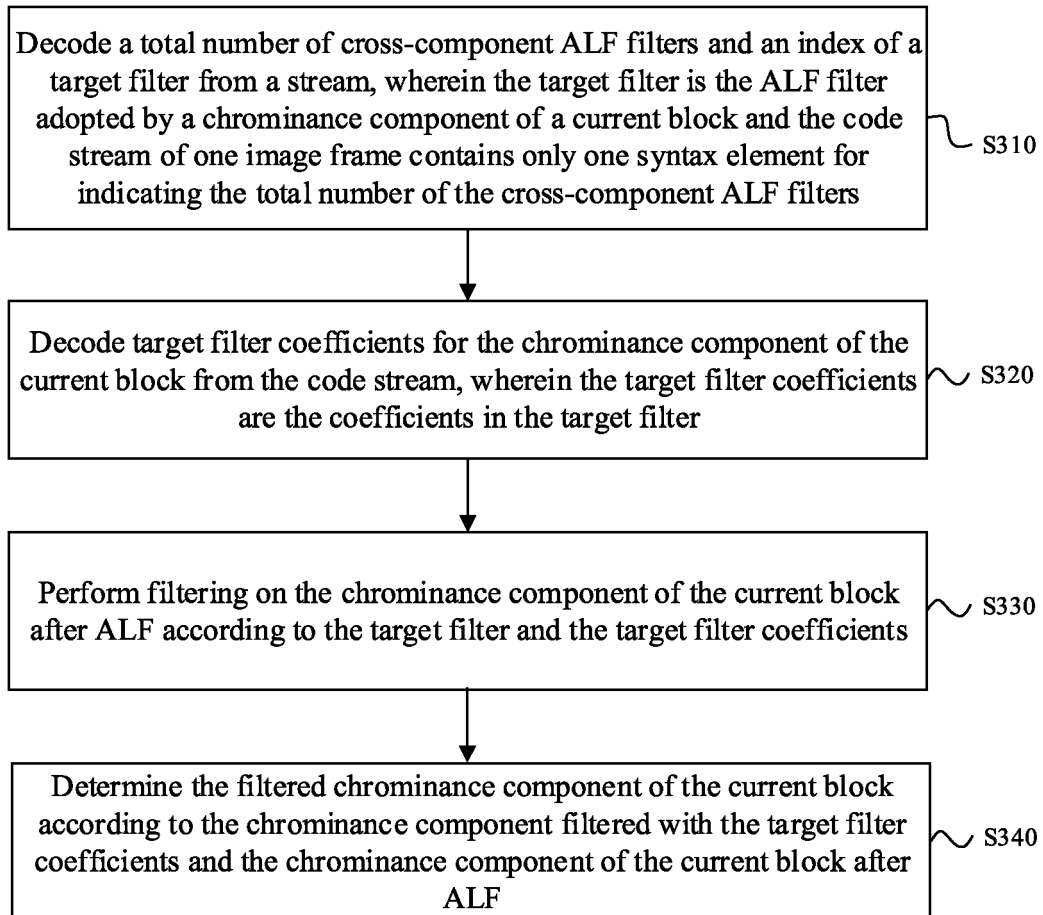 Decode a total number of cross-component ALF filters and an index of a
target filter from a stream, wherein the target filter is the ALF filter
adopted by a chrominance component of a current block and the code
stream of one image frame contains only one syntax element for
indicating the total number of the cross-component ALF filters
S310
Decode target filter coefficients for the chrominance component of the
current block from the code stream, wherein the target filter coefficients
are the coefficients in the target filter
S320
Perform filtering on the chrominance component of the current block
after ALF according to the target filter and the target filter coefficients
S330
Determine the filtered chrominance component of the current block
according to the chrominance component filtered with the target filter
coefficients and the chrominance component of the current block after
ALF
S340